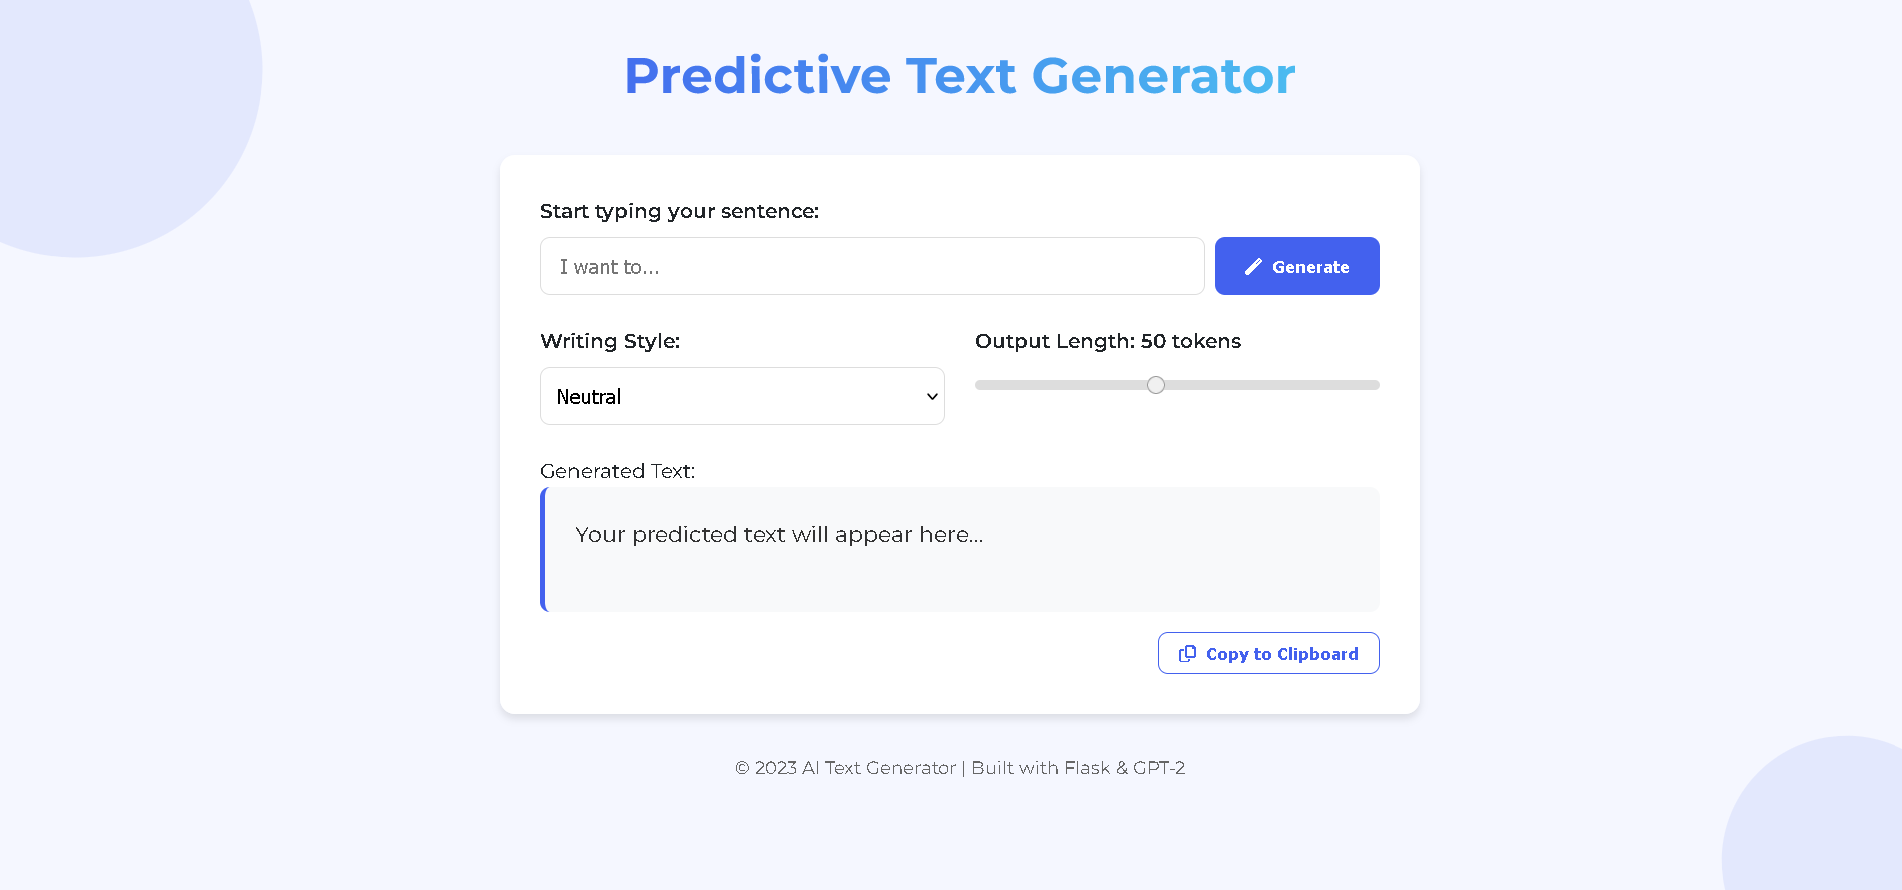 Predictive Text Generator
Start typing your sentence:
I want to...
Generate
Writing Style:
Output Length: 50 tokens
Neutral
Generated Text:
Your predicted text will appear here...
Copy to Clipboard
© 2023 AI Text Generator | Built with Flask & GPT-2